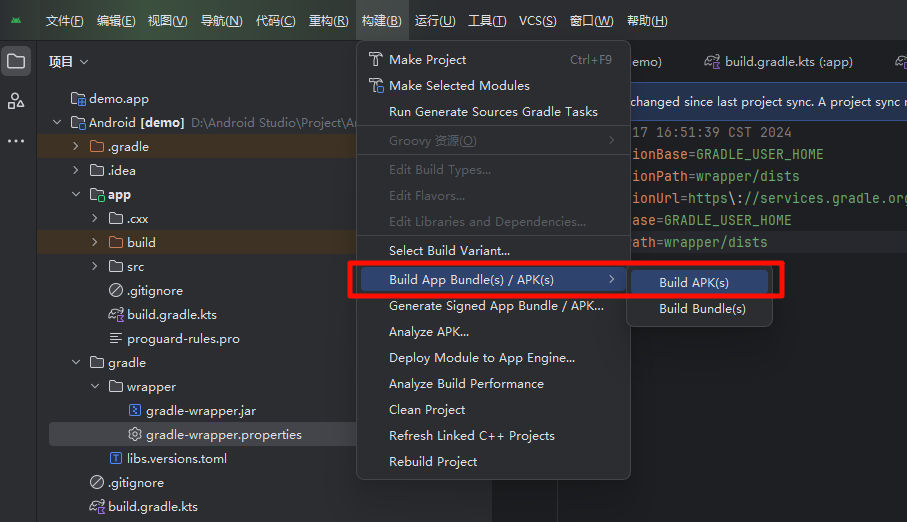 文件(F) 编辑(E) 视图(V) 导航(N) 代码(C) 重构(R) 构建(B) 运行(U) 工具(T) VCS(S) 窗口(W) 帮助(H)
项目
demo.app
Android [demo] D:\Android Studio\Project\An
.gradle
.idea
app
.cxx
build
src
.gitignore
build.gradle.kts
proguard-rules.pro
gradle
wrapper
gradle-wrapper.jar
gradle-wrapper.properties
libs.versions.toml
.gitignore
build.gradle.kts
Make Project Ctrl+F9
Make Selected Modules
Run Generate Sources Gradle Tasks
Groovy 资源(O)
Edit Build Types...
Edit Flavors...
Edit Libraries and Dependencies...
Select Build Variant...
Build App Bundle(s) / APK(s)
Generate Signed App Bundle / APK...
Analyze APK...
Deploy Module to App Engine...
Analyze Build Performance
Clean Project
Refresh Linked C++ Projects
Rebuild Project
Build APK(s)
Build Bundle(s)
emo) build.gradle.kts (:app)
changed since last project sync. A project sync
17 16:51:39 CST 2024
ionBase=GRADLE_USER_HOME
ionPath=wrapper/dists
ionUrl=https\://services.gradle.org
ase=GRADLE_USER_HOME
ath=wrapper/dists